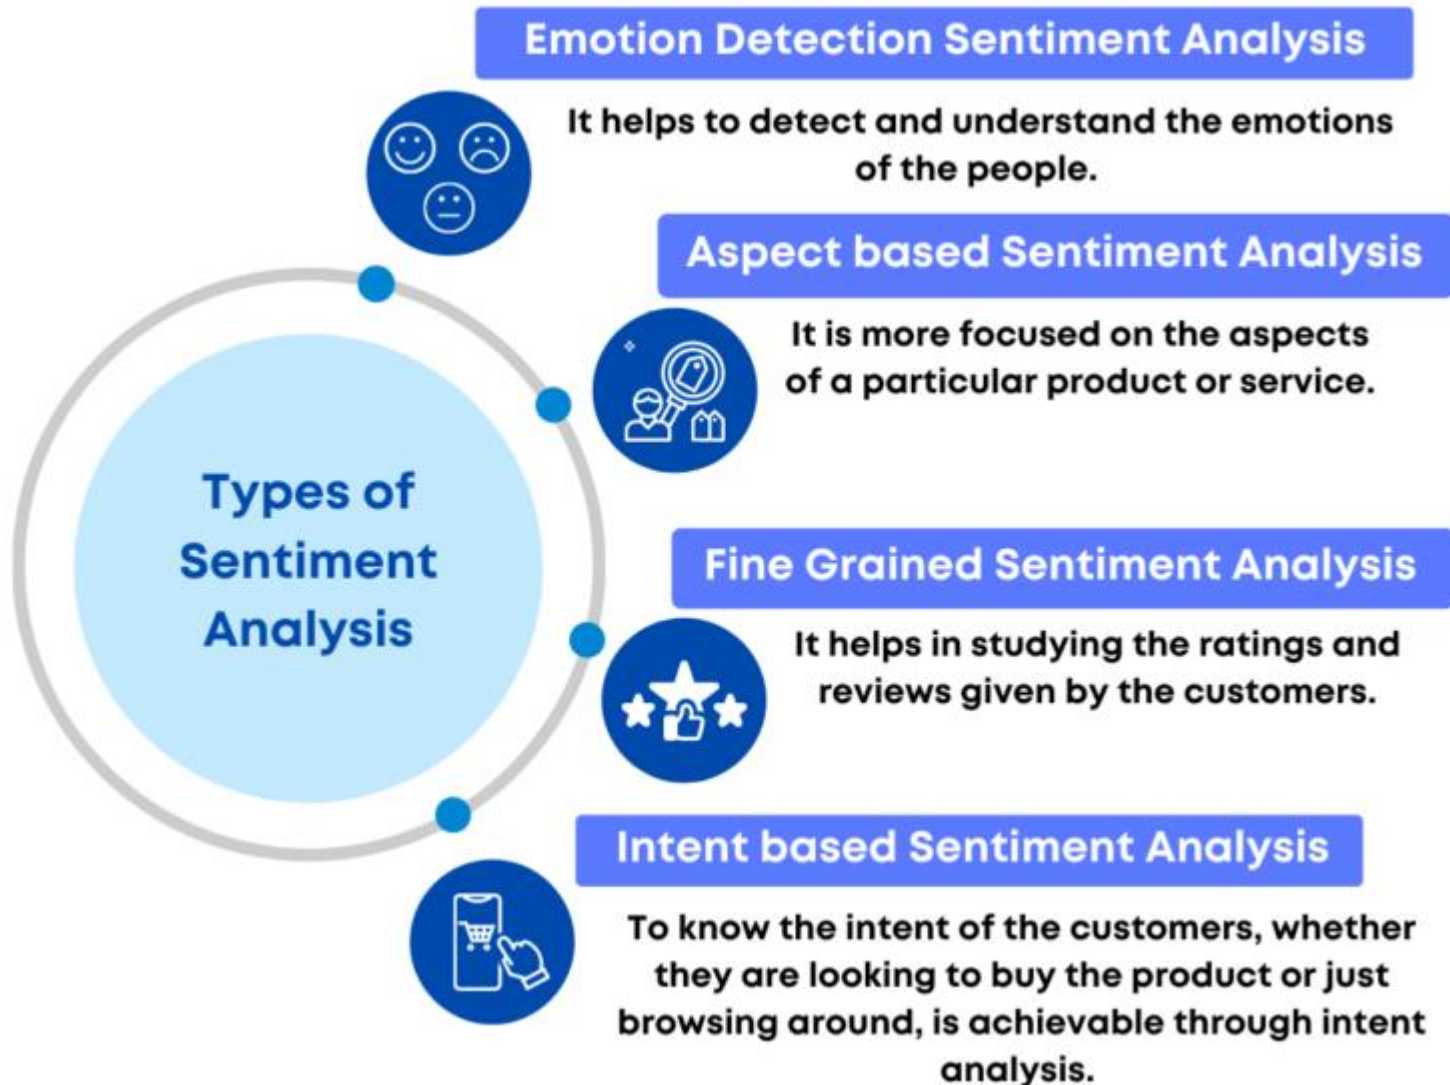 Emotion Detection Sentiment Analysis
It helps to detect and understand the emotions
of the people.
Aspect based Sentiment Analysis
It is more focused on the aspects
of a particular product or service.
Types of
Sentiment
Analysis
Fine Grained Sentiment Analysis
It helps in studying the ratings and
reviews given by the customers.
Intent based Sentiment Analysis
To know the intent of the customers, whether
they are looking to buy the product or just
browsing around, is achievable through intent
analysis.